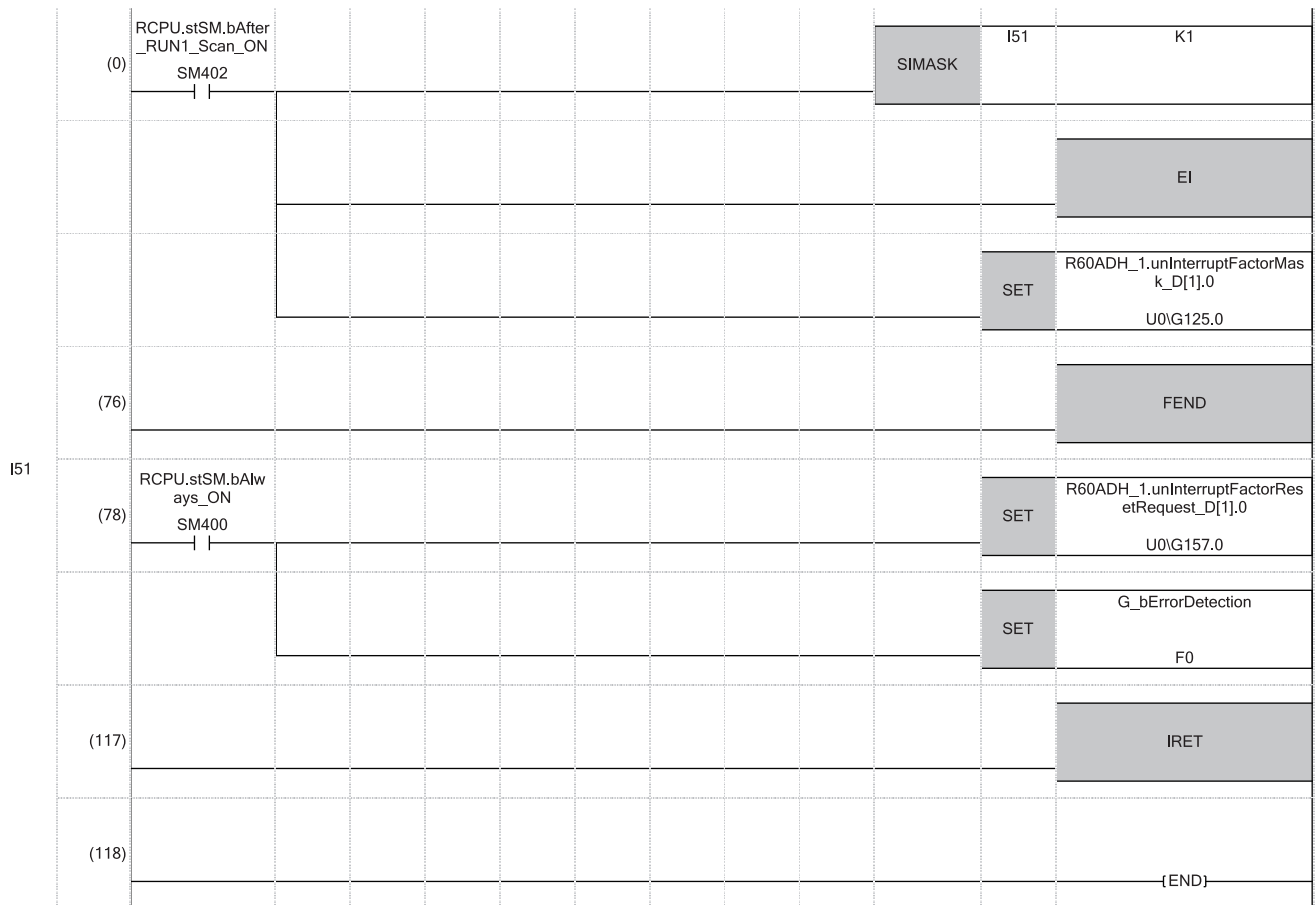 RCPU.stSM.bAfter
_RUN1_Scan_ON
(0)
SM402
SIMASK
I51
K1
EI
SET
R60ADH_1.unInterruptFactorMas
k_D[1].0
U0\G125.0
(76)
FEND
I51
RCPU.stSM.bAlw
ays_ON
(78)
SM400
SET
R60ADH_1.unInterruptFactorRes
etRequest_D[1].0
U0\G157.0
SET
G_bErrorDetection
F0
(117)
IRET
(118)
[END]